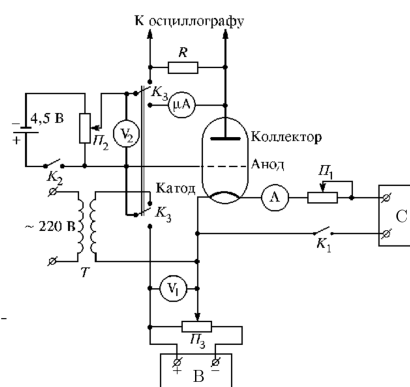 К осциллографу
R
K₃
μA
4,5 В
− +
П₂
V₂
Коллектор
Анод
K₂
Катод
K₃
A
П₁
С
~ 220 В
K₁
T
V₁
П₃
+ −
В